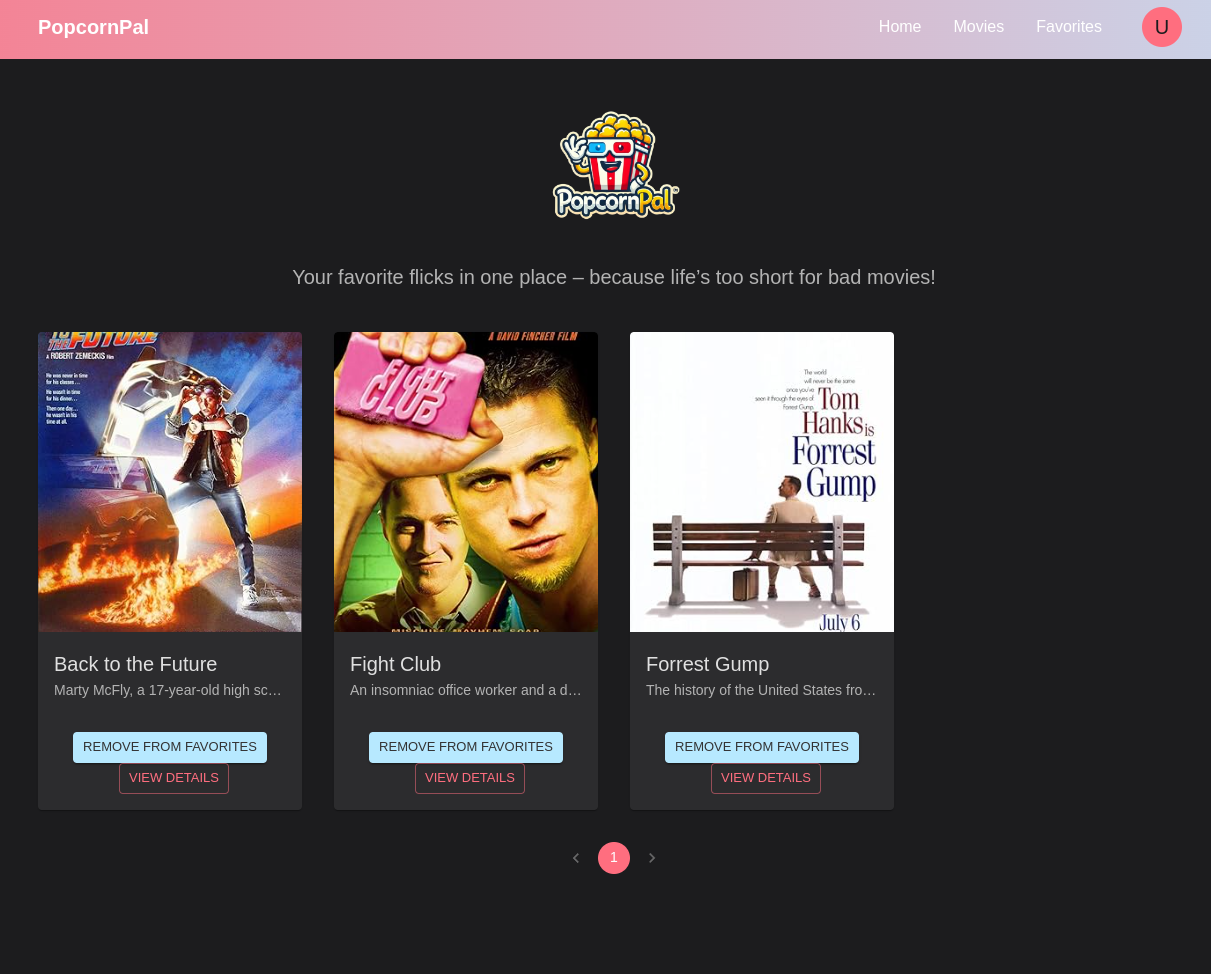 PopcornPal
Home
Movies
Favorites
U
PopcornPal
Your favorite flicks in one place – because life’s too short for bad movies!
TO
THE FUTURE
A ROBERT ZEMECKIS Film
He was never in time
for his classes...
He wasn't in time
for his dinner...
Then one day...
he wasn't in his
time at all.
A DAVID FINCHER FILM
FIGHT
CLUB
MISCHIEF. MAYHEM. SOAP.
The world
will never be the same
once you've
seen it through the eyes of
Forrest Gump.
Tom
Hanks is
Forrest
Gump
July 6
Back to the Future
Marty McFly, a 17-year-old high sc…
REMOVE FROM FAVORITES
VIEW DETAILS
Fight Club
An insomniac office worker and a d…
REMOVE FROM FAVORITES
VIEW DETAILS
Forrest Gump
The history of the United States fro…
REMOVE FROM FAVORITES
VIEW DETAILS
1